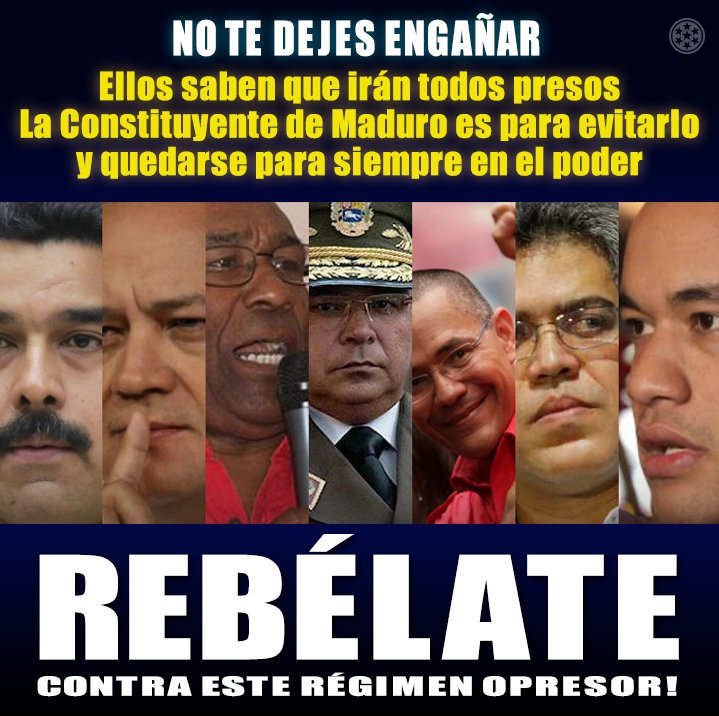 NO TE DEJES ENGAÑAR
Ellos saben que irán todos presos
La Constituyente de Maduro es para evitarlo
y quedarse para siempre en el poder
REBÉLATE
CONTRA ESTE RÉGIMEN OPRESOR!